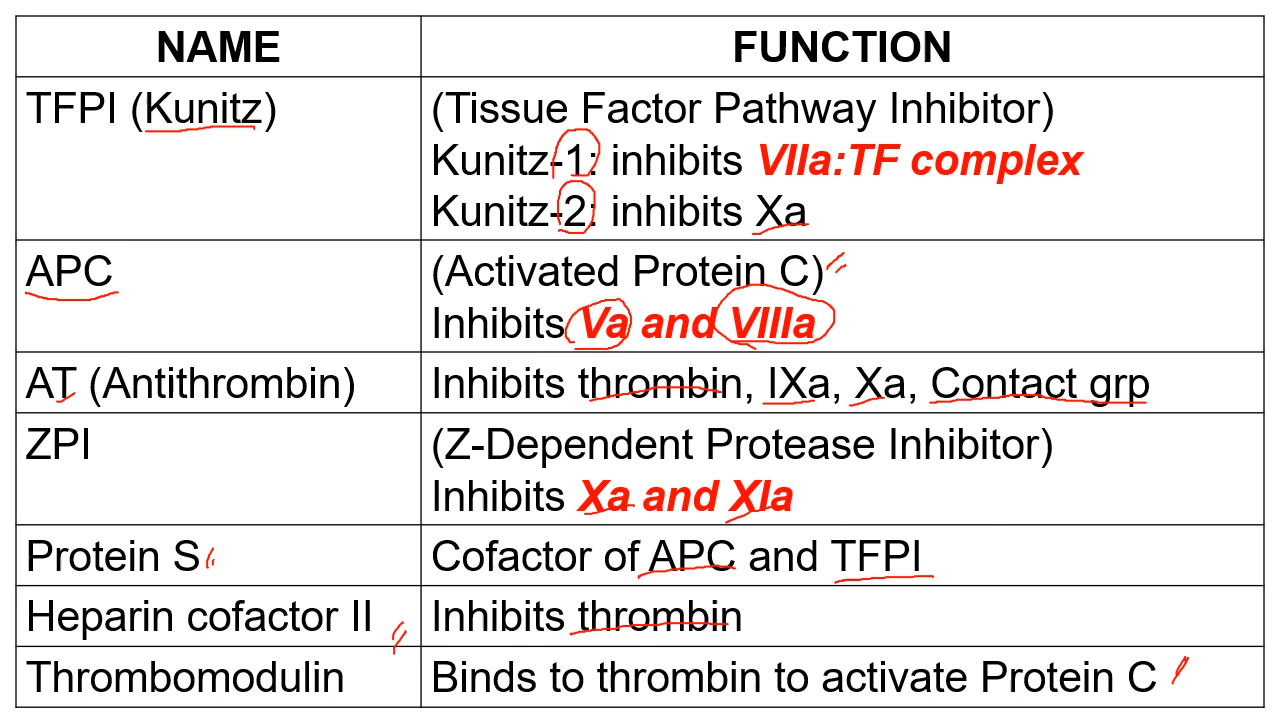 NAME
FUNCTION
TFPI (Kunitz)
(Tissue Factor Pathway Inhibitor)
Kunitz-1: inhibits VIIa:TF complex
Kunitz-2: inhibits Xa
APC
(Activated Protein C)
Inhibits Va and VIIIa
AT (Antithrombin)
Inhibits thrombin, IXa, Xa, Contact grp
ZPI
(Z-Dependent Protease Inhibitor)
Inhibits Xa and XIa
Protein S
Cofactor of APC and TFPI
Heparin cofactor II
Inhibits thrombin
Thrombomodulin
Binds to thrombin to activate Protein C